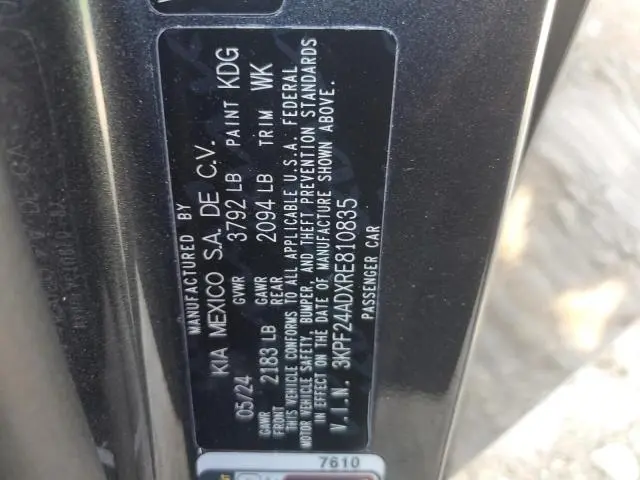 MANUFACTURED BY
KIA MEXICO S.A. DE C.V.
05/24 GVWR 3792 LB PAINT KDG
GAWR FRONT 2183 LB GAWR REAR 2094 LB TRIM WK
THIS VEHICLE CONFORMS TO ALL APPLICABLE U.S.A. FEDERAL
MOTOR VEHICLE SAFETY, BUMPER, AND THEFT PREVENTION STANDARDS
IN EFFECT ON THE DATE OF MANUFACTURE SHOWN ABOVE.
V.I.N. 3KPF24ADXRE810835
PASSENGER CAR
7610